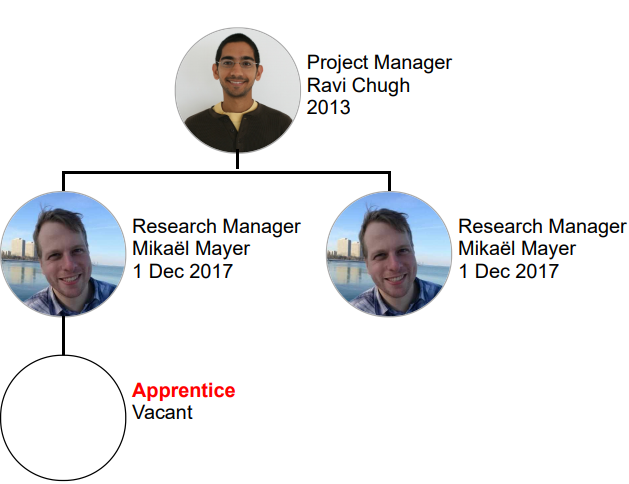 Project Manager
Ravi Chugh
2013
Research Manager
Mikaël Mayer
1 Dec 2017
Research Manager
Mikaël Mayer
1 Dec 2017
Apprentice
Vacant